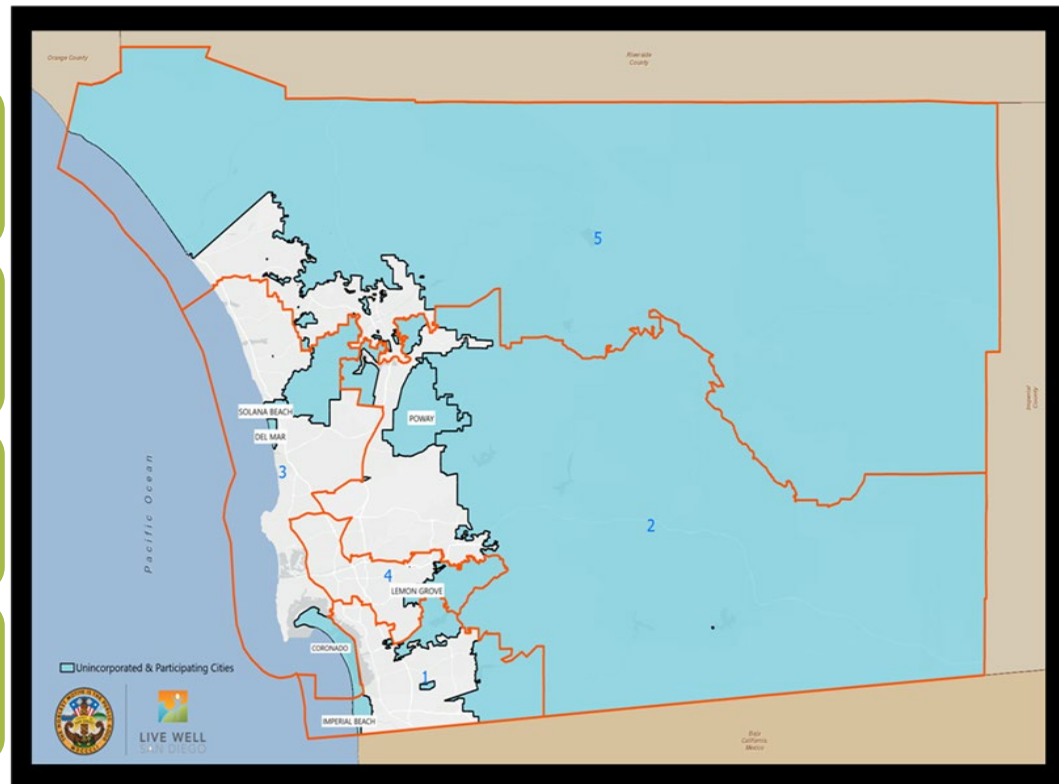 Orange County
Riverside
County
5
SOLANA BEACH
POWAY
DEL MAR
3
Pacific Ocean
2
Imperial County
4
LEMON GROVE
CORONADO
Unincorporated & Participating Cities
1
IMPERIAL BEACH
LIVE WELL
SAN DIEGO
Baja
California,
Mexico